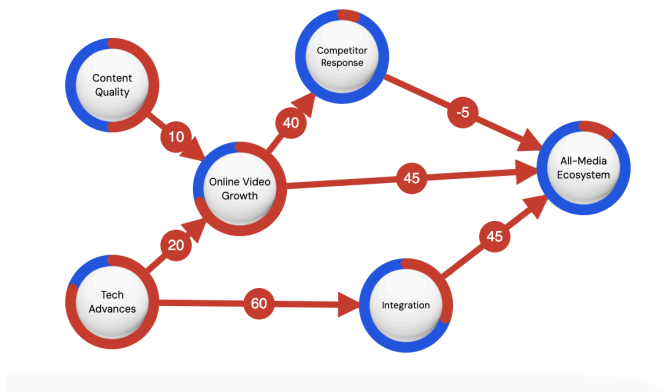 Competitor
Response
Content
Quality
10
40
-5
All-Media
Ecosystem
Online Video
Growth
45
20
45
Tech
Advances
60
Integration